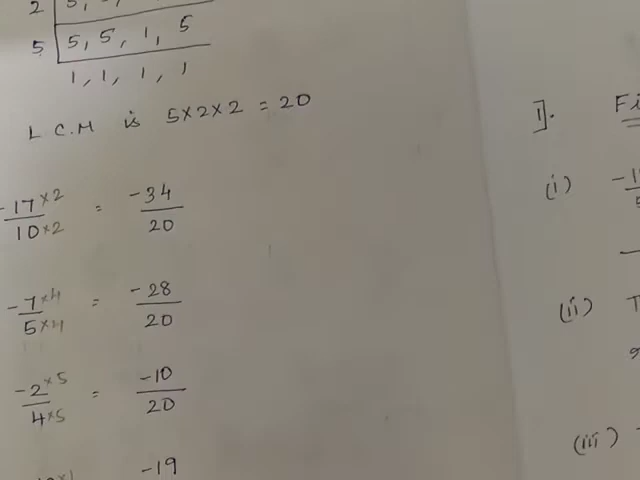 2
5 | 5, 5, 1, 5
1, 1, 1, 1
L C.M is 5×2×2 = 20
-17×2/10×2 = -34/20
-7×4/5×4 = -28/20
-2×5/4×5 = -10/20
-19
I].
(i)
(ii)
(iii)